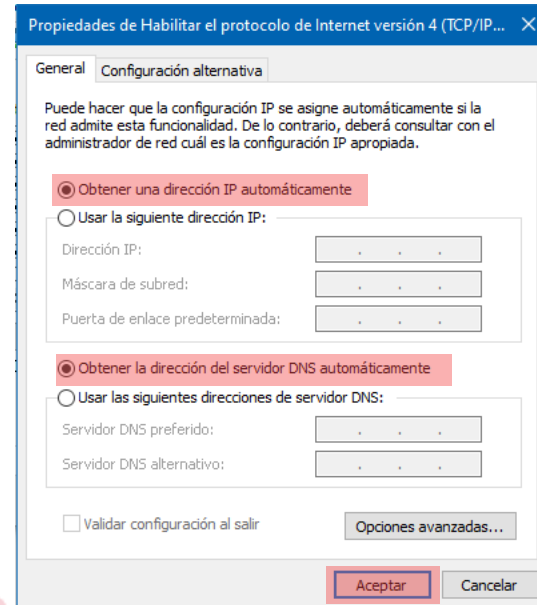 Propiedades de Habilitar el protocolo de Internet versión 4 (TCP/IP...
General
Configuración alternativa
Puede hacer que la configuración IP se asigne automáticamente si la
red admite esta funcionalidad. De lo contrario, deberá consultar con el
administrador de red cuál es la configuración IP apropiada.
Obtener una dirección IP automáticamente
Usar la siguiente dirección IP:
Dirección IP:
Máscara de subred:
Puerta de enlace predeterminada:
Obtener la dirección del servidor DNS automáticamente
Usar las siguientes direcciones de servidor DNS:
Servidor DNS preferido:
Servidor DNS alternativo:
Validar configuración al salir
Opciones avanzadas...
Aceptar
Cancelar